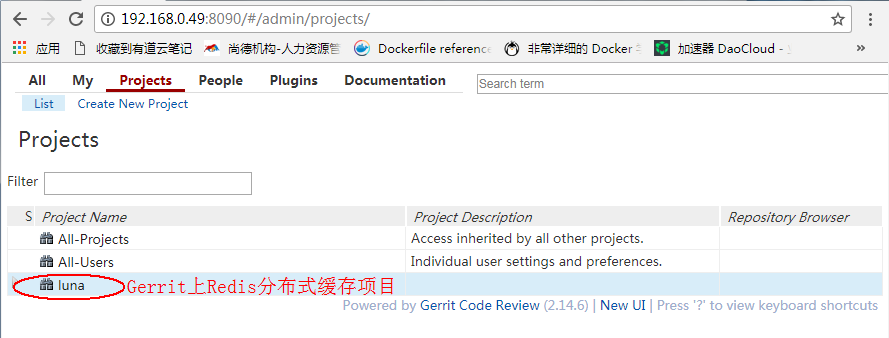 192.168.0.49:8090/#/admin/projects/
应用 收藏到有道云笔记 尚德机构-人力资源管 Dockerfile reference 非常详细的 Docker 加速器 DaoCloud - »
All My Projects People Plugins Documentation Search term
List Create New Project
Projects
Filter
S Project Name Project Description Repository Browser
All-Projects Access inherited by all other projects.
All-Users Individual user settings and preferences.
luna Gerrit上Redis分布式缓存项目
Powered by Gerrit Code Review (2.14.6) | New UI | Press '?' to view keyboard shortcuts